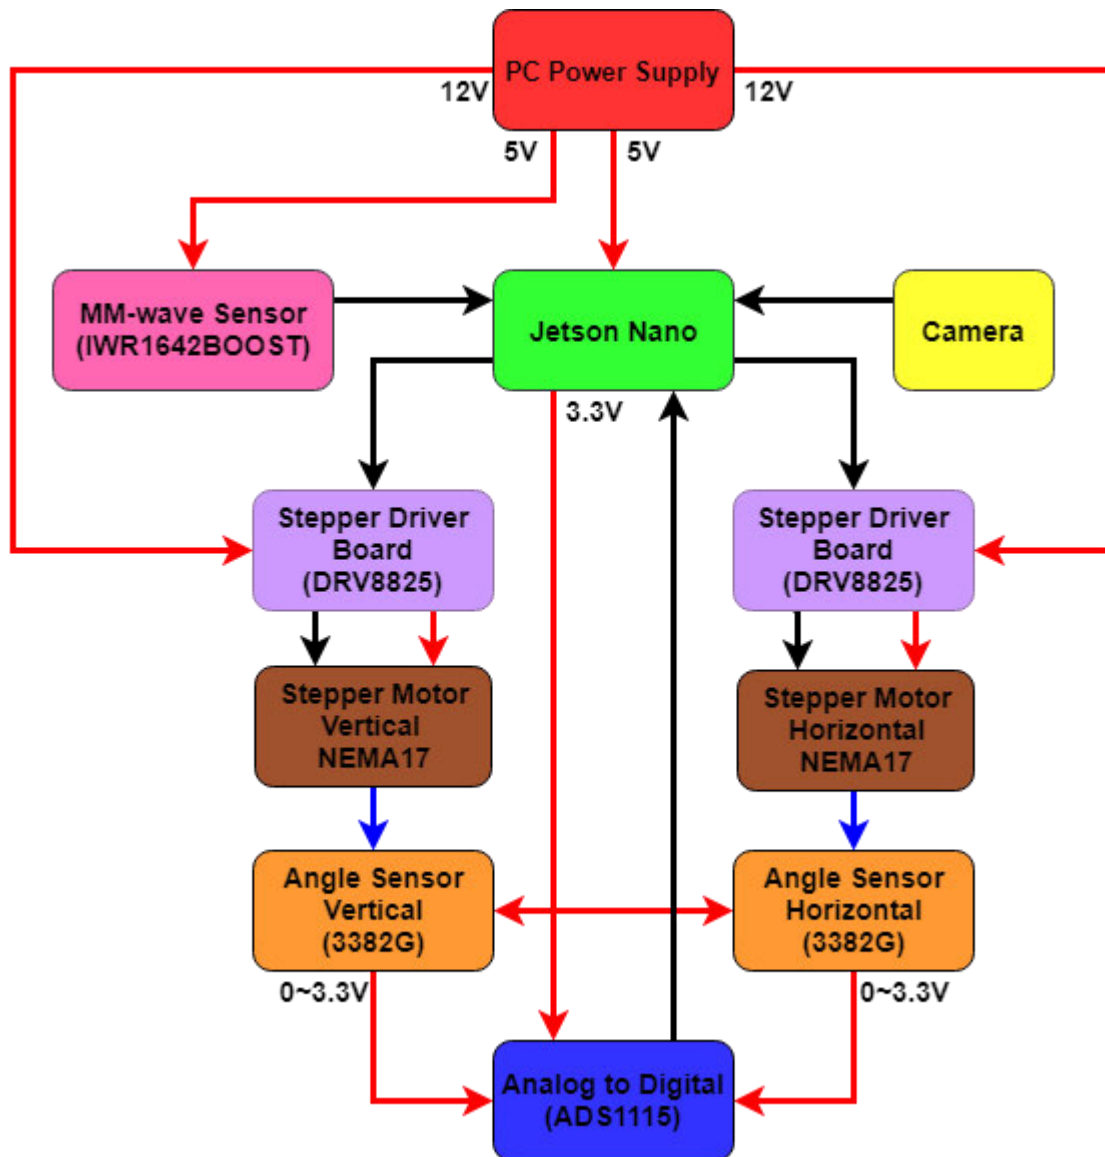 PC Power Supply
12V
12V
5V
5V
MM-wave Sensor
(IWR1642BOOST)
Jetson Nano
Camera
3.3V
Stepper Driver
Board
(DRV8825)
Stepper Driver
Board
(DRV8825)
Stepper Motor
Vertical
NEMA17
Stepper Motor
Horizontal
NEMA17
Angle Sensor
Vertical
(3382G)
Angle Sensor
Horizontal
(3382G)
0~3.3V
0~3.3V
Analog to Digital
(ADS1115)